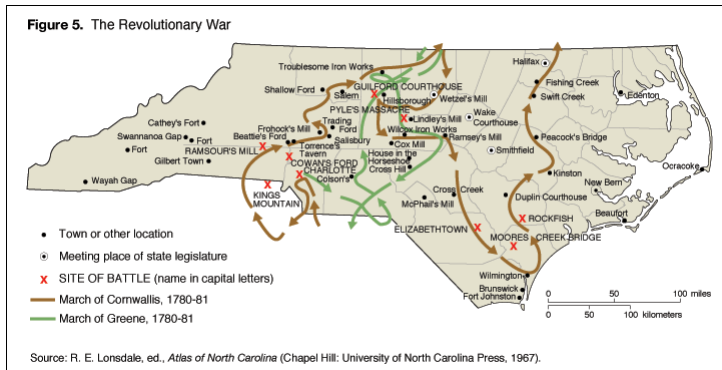 Figure 5. The Revolutionary War
Troublesome Iron Works
Halifax
Shallow Ford
Salem
GUILFORD COURTHOUSE
Hillsborough
Wetzel's Mill
Fishing Creek
Swift Creek
Edenton
PYLE'S MASSACRE
Lindley's Mill
Wake
Courthouse
Cathey's Fort
Trading
Ford
Frohock's Mill
Wilcox Iron Works
Ramsey's Mill
Peacock's Bridge
Swannanoa Gap
Fort
Beattie's Ford
Salisbury
Cox Mill
Smithfield
Fort
RAMSOUR'S MILL
Torrence's
Tavern
House in the
Horseshoe
Gilbert Town
COWAN'S FORD
Cross Hill
Ocracoke
CHARLOTTE
Colson's
Kinston
Wayah Gap
KINGS
MOUNTAIN
Cross Creek
New Bern
McPhail's Mill
Duplin Courthouse
Beaufort
ROCKFISH
ELIZABETHTOWN
MOORES CREEK BRIDGE
Wilmington
Brunswick
Fort Johnston
Town or other location
Meeting place of state legislature
X SITE OF BATTLE (name in capital letters)
March of Cornwallis, 1780-81
March of Greene, 1780-81
0 50 100 miles
0 50 100 kilometers
Source: R. E. Lonsdale, ed., Atlas of North Carolina (Chapel Hill: University of North Carolina Press, 1967).